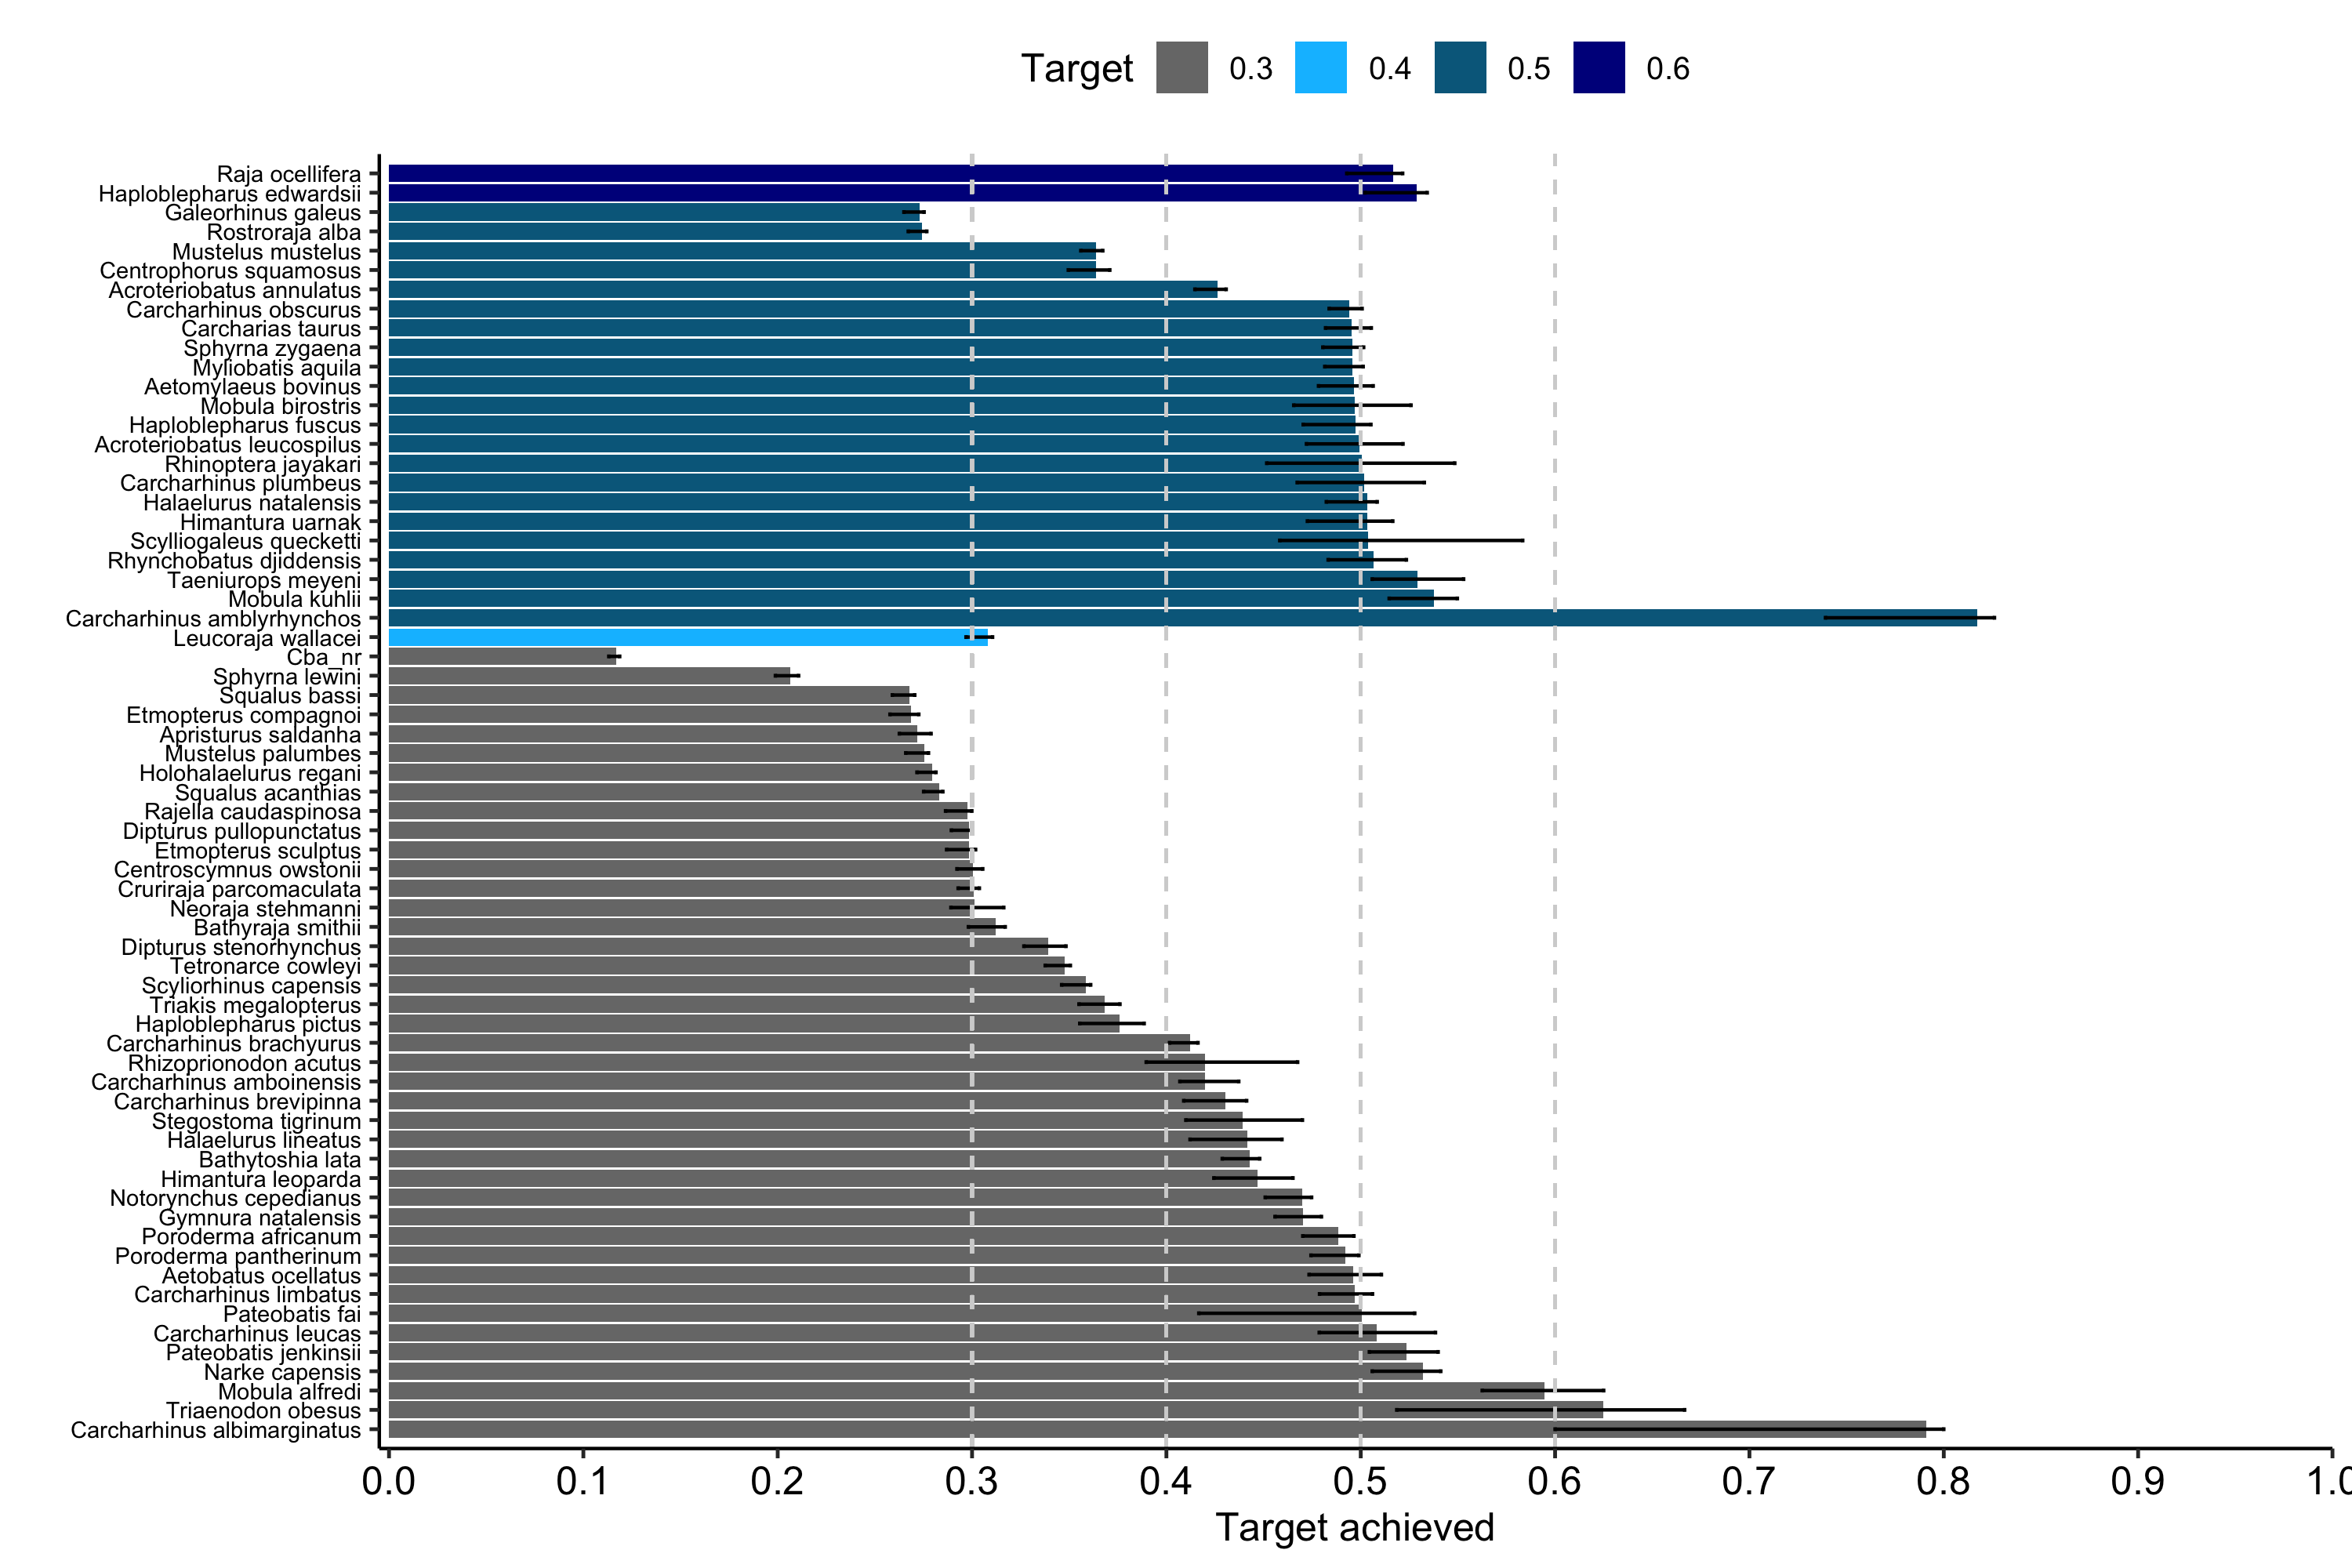 Target 0.3 0.4 0.5 0.6
Raja ocellifera
Haploblepharus edwardsii
Galeorhinus galeus
Rostroraja alba
Mustelus mustelus
Centrophorus squamosus
Acroteriobatus annulatus
Carcharhinus obscurus
Carcharias taurus
Sphyrna zygaena
Myliobatis aquila
Aetomylaeus bovinus
Mobula birostris
Haploblepharus fuscus
Acroteriobatus leucospilus
Rhinoptera jayakari
Carcharhinus plumbeus
Halaelurus natalensis
Himantura uarnak
Scylliogaleus quecketti
Rhynchobatus djiddensis
Taeniurops meyeni
Mobula kuhlii
Carcharhinus amblyrhynchos
Leucoraja wallacei
Cba_nr
Sphyrna lewini
Squalus bassi
Etmopterus compagnoi
Apristurus saldanha
Mustelus palumbes
Holohalaelurus regani
Squalus acanthias
Rajella caudaspinosa
Dipturus pullopunctatus
Etmopterus sculptus
Centroscymnus owstonii
Cruriraja parcomaculata
Neoraja stehmanni
Bathyraja smithii
Dipturus stenorhynchus
Tetronarce cowleyi
Scyliorhinus capensis
Triakis megalopterus
Haploblepharus pictus
Carcharhinus brachyurus
Rhizoprionodon acutus
Carcharhinus amboinensis
Carcharhinus brevipinna
Stegostoma tigrinum
Halaelurus lineatus
Bathytoshia lata
Himantura leoparda
Notorynchus cepedianus
Gymnura natalensis
Poroderma africanum
Poroderma pantherinum
Aetobatus ocellatus
Carcharhinus limbatus
Pateobatis fai
Carcharhinus leucas
Pateobatis jenkinsii
Narke capensis
Mobula alfredi
Triaenodon obesus
Carcharhinus albimarginatus
0.0 0.1 0.2 0.3 0.4 0.5 0.6 0.7 0.8 0.9 1.0
Target achieved